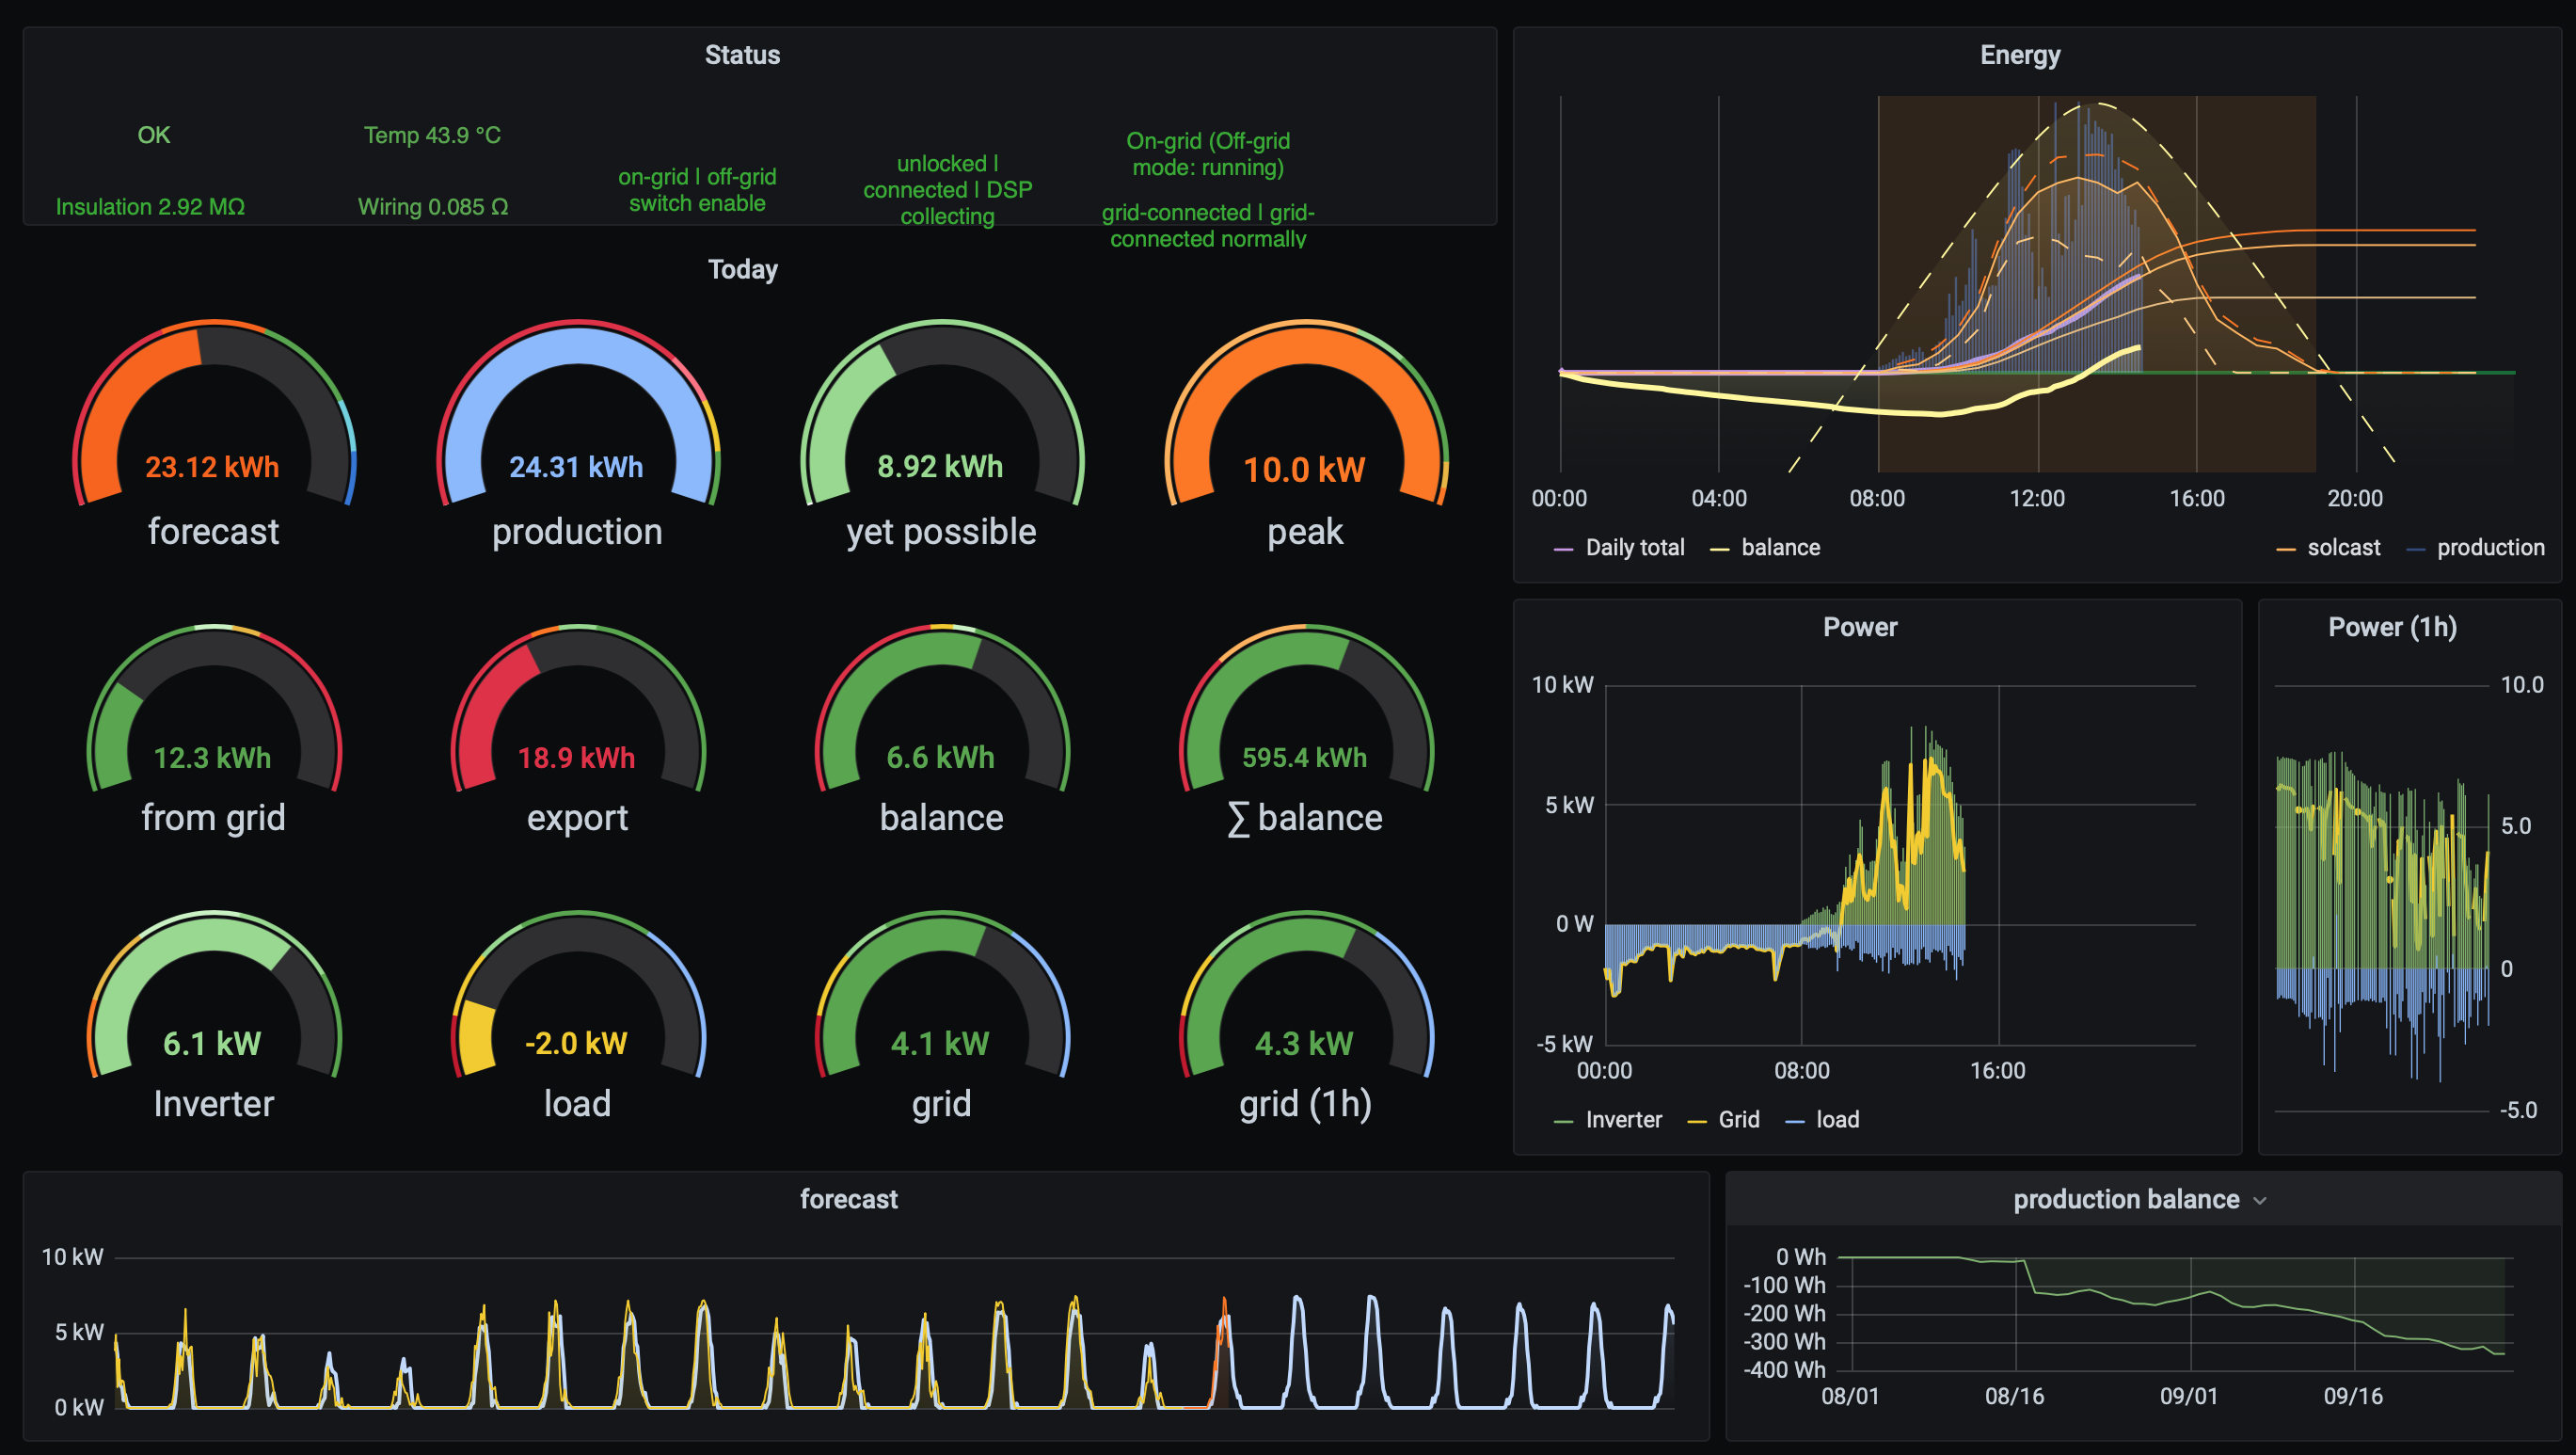 Status
OK
Temp 43.9 °C
Insulation 2.92 MΩ
Wiring 0.085 Ω
on-grid | off-grid
switch enable
unlocked |
connected | DSP
collecting
On-grid (Off-grid
mode: running)
grid-connected | grid-
connected normally
Today
23.12 kWh
forecast
24.31 kWh
production
8.92 kWh
yet possible
10.0 kW
peak
12.3 kWh
from grid
18.9 kWh
export
6.6 kWh
balance
595.4 kWh
∑ balance
6.1 kW
Inverter
-2.0 kW
load
4.1 kW
grid
4.3 kW
grid (1h)
Energy
00:00 04:00 08:00 12:00 16:00 20:00
Daily total balance solcast production
Power
10 kW
5 kW
0 W
-5 kW
00:00 08:00 16:00
Inverter Grid load
Power (1h)
10.0
5.0
0
-5.0
forecast
10 kW
5 kW
0 kW
production balance
0 Wh
-100 Wh
-200 Wh
-300 Wh
-400 Wh
08/01 08/16 09/01 09/16